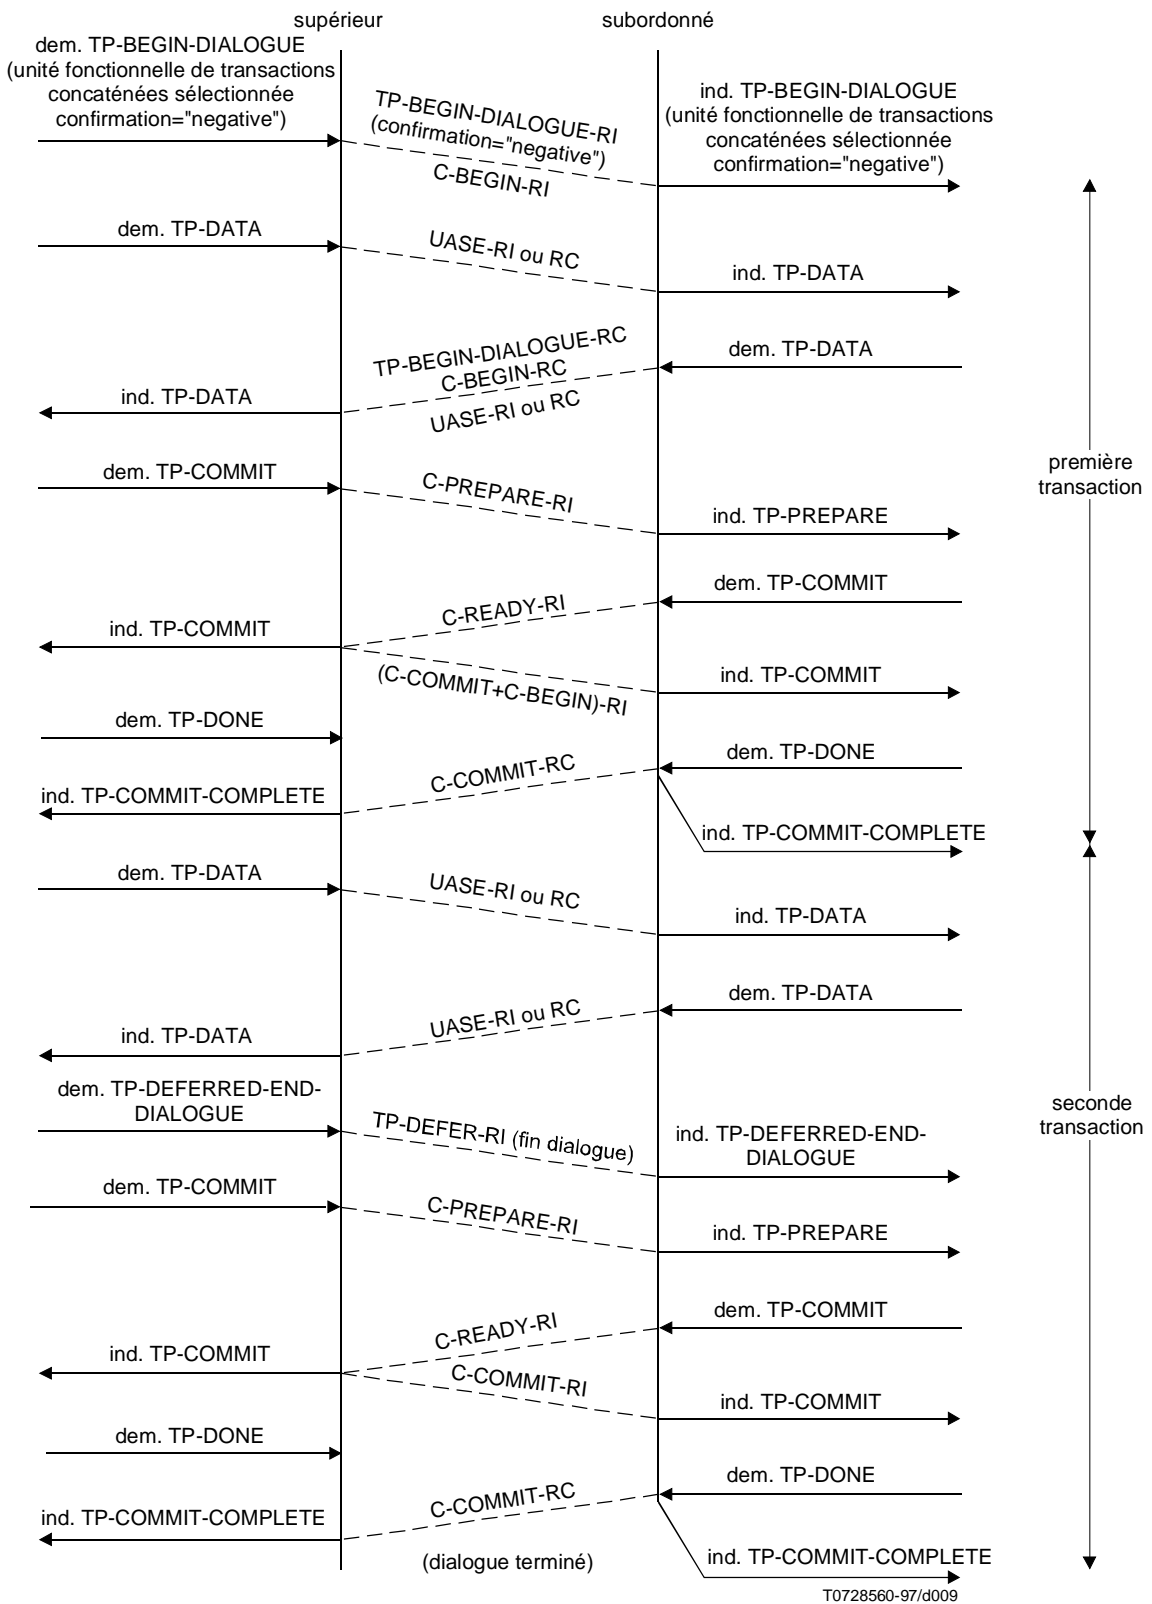 supérieur
subordonné
dem. TP-BEGIN-DIALOGUE
(unité fonctionnelle de transactions
concaténées sélectionnée
confirmation="negative")
TP-BEGIN-DIALOGUE-RI
(confirmation="negative")
C-BEGIN-RI
ind. TP-BEGIN-DIALOGUE
(unité fonctionnelle de transactions
concaténées sélectionnée
confirmation="negative")
dem. TP-DATA
UASE-RI ou RC
ind. TP-DATA
TP-BEGIN-DIALOGUE-RC
C-BEGIN-RC
UASE-RI ou RC
dem. TP-DATA
ind. TP-DATA
dem. TP-COMMIT
C-PREPARE-RI
ind. TP-PREPARE
première
transaction
dem. TP-COMMIT
C-READY-RI
ind. TP-COMMIT
(C-COMMIT+C-BEGIN)-RI
ind. TP-COMMIT
dem. TP-DONE
dem. TP-DONE
C-COMMIT-RC
ind. TP-COMMIT-COMPLETE
ind. TP-COMMIT-COMPLETE
dem. TP-DATA
UASE-RI ou RC
ind. TP-DATA
dem. TP-DATA
UASE-RI ou RC
ind. TP-DATA
dem. TP-DEFERRED-END-
DIALOGUE
TP-DEFER-RI (fin dialogue)
ind. TP-DEFERRED-END-
DIALOGUE
seconde
transaction
dem. TP-COMMIT
C-PREPARE-RI
ind. TP-PREPARE
dem. TP-COMMIT
C-READY-RI
ind. TP-COMMIT
C-COMMIT-RI
ind. TP-COMMIT
dem. TP-DONE
dem. TP-DONE
C-COMMIT-RC
ind. TP-COMMIT-COMPLETE
(dialogue terminé)
ind. TP-COMMIT-COMPLETE
T0728560-97/d009